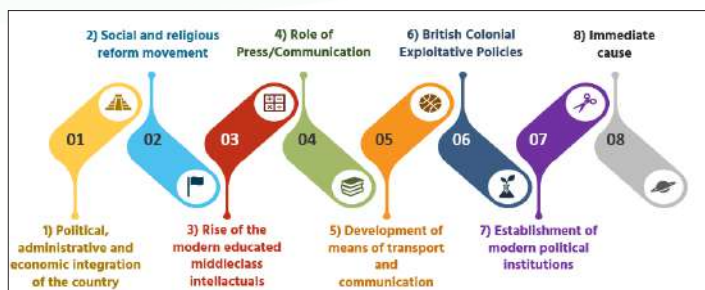 2) Social and religious
reform movement
4) Role of
Press/Communication
6) British Colonial
Exploitative Policies
8) Immediate
cause
01
02
03
04
05
06
07
08
1) Political,
administrative and
economic integration
of the country
3) Rise of the
modern educated
middleclass
intellactuals
5) Development of
means of transport
and
communication
7) Establishment of
modern political
institutions